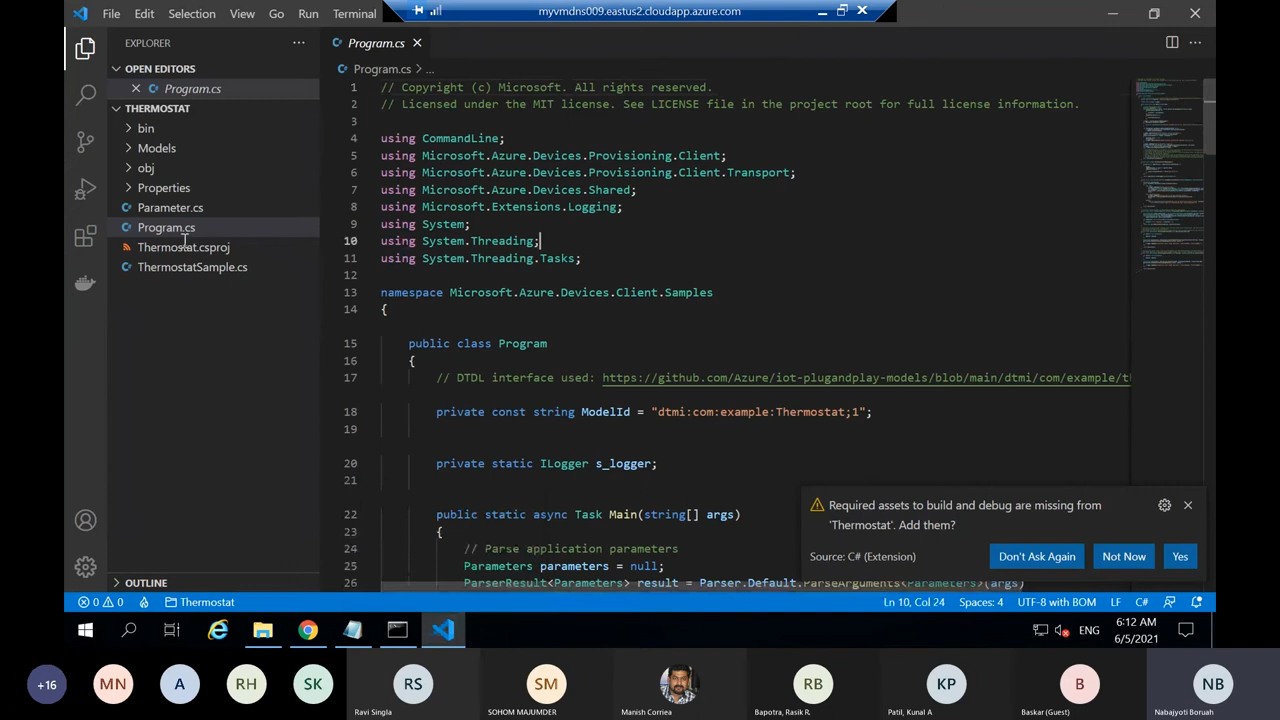 File Edit Selection View Go Run Terminal
myvmdns009.eastus2.cloudapp.azure.com
EXPLORER
OPEN EDITORS
Program.cs
THERMOSTAT
bin
Models
obj
Properties
Parameter.cs
Program.cs
Thermostat.csproj
ThermostatSample.cs
OUTLINE
Program.cs
Program.cs > ...
1 // Copyright (c) Microsoft. All rights reserved.
2 // Licensed under the MIT license. See LICENSE file in the project root for full license information.
3
4 using CommandLine;
5 using Microsoft.Azure.Devices.Provisioning.Client;
6 using Microsoft.Azure.Devices.Provisioning.Client.Transport;
7 using Microsoft.Azure.Devices.Shared;
8 using Microsoft.Extensions.Logging;
9 using System;
10 using System.Threading;
11 using System.Threading.Tasks;
12
13 namespace Microsoft.Azure.Devices.Client.Samples
14 {
15 public class Program
16 {
17 // DTDL interface used: https://github.com/Azure/iot-plugandplay-models/blob/main/dtmi/com/example/t
18 private const string ModelId = "dtmi:com:example:Thermostat;1";
19
20 private static ILogger s_logger;
21
22 public static async Task Main(string[] args)
23 {
24 // Parse application parameters
25 Parameters parameters = null;
26 ParserResult<Parameters> result = Parser.Default.ParseArguments<Parameters>(args)
Required assets to build and debug are missing from
'Thermostat'. Add them?
Source: C# (Extension) Don't Ask Again Not Now Yes
0 0 Thermostat Ln 10, Col 24 Spaces: 4 UTF-8 with BOM LF C#
ENG
6:12 AM
6/5/2021
+16 MN A RH SK RS SM RB KP B NB
Ravi Singla SOHOM MAJUMDER Manish Correia Bapotra, Rasik R. Patil, Kunal A Baskar (Guest) Nabajyoti Boruah